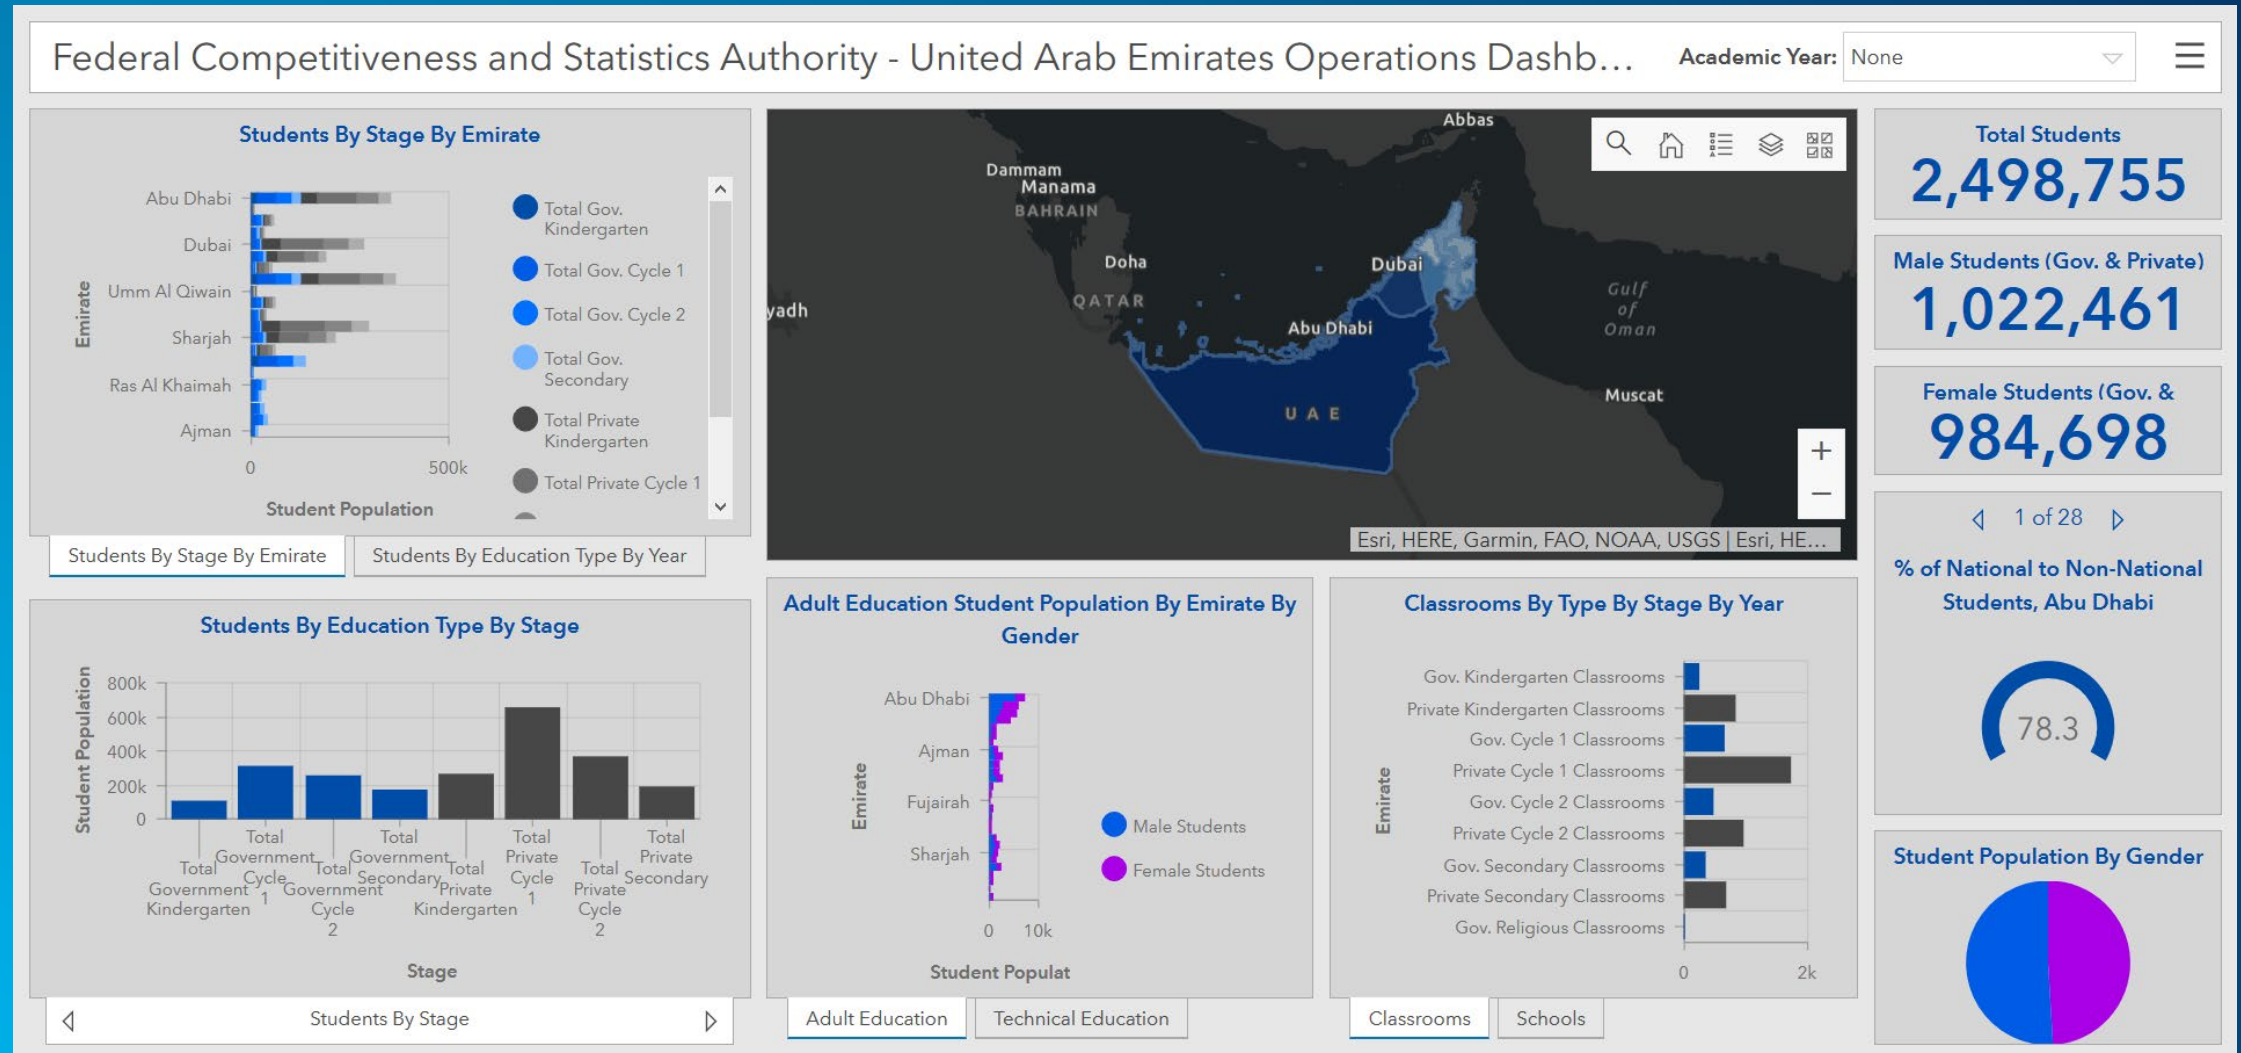 Federal Competitiveness and Statistics Authority - United Arab Emirates Operations Dashb...
Academic Year:
None
Students By Stage By Emirate
Abu Dhabi
Dubai
Umm Al Qiwain
Sharjah
Ras Al Khaimah
Ajman
Emirate
0
500k
Student Population
Total Gov.
Kindergarten
Total Gov. Cycle 1
Total Gov. Cycle 2
Total Gov.
Secondary
Total Private
Kindergarten
Total Private Cycle 1
Students By Stage By Emirate
Students By Education Type By Year
Abbas
Dammam
Manama
BAHRAIN
Doha
QATAR
yadh
Dubai
Abu Dhabi
UAE
Gulf
of
Oman
Muscat
+
−
Esri, HERE, Garmin, FAO, NOAA, USGS | Esri, HE...
Total Students
2,498,755
Male Students (Gov. & Private)
1,022,461
Female Students (Gov. &
984,698
1 of 28
% of National to Non-National
Students, Abu Dhabi
78.3
Student Population By Gender
Students By Education Type By Stage
Student Population
800k
600k
400k
200k
0
Total
Government
Kindergarten
Total
Government
Cycle
1
Total
Government
Cycle
2
Total
Government
Secondary
Total
Private
Kindergarten
Total
Private
Cycle
1
Total
Private
Cycle
2
Total
Private
Secondary
Stage
Students By Stage
Adult Education Student Population By Emirate By
Gender
Abu Dhabi
Ajman
Fujairah
Sharjah
Emirate
0
10k
Student Populat
Male Students
Female Students
Adult Education
Technical Education
Classrooms By Type By Stage By Year
Gov. Kindergarten Classrooms
Private Kindergarten Classrooms
Gov. Cycle 1 Classrooms
Private Cycle 1 Classrooms
Gov. Cycle 2 Classrooms
Private Cycle 2 Classrooms
Gov. Secondary Classrooms
Private Secondary Classrooms
Gov. Religious Classrooms
Emirate
0
2k
Classrooms
Schools